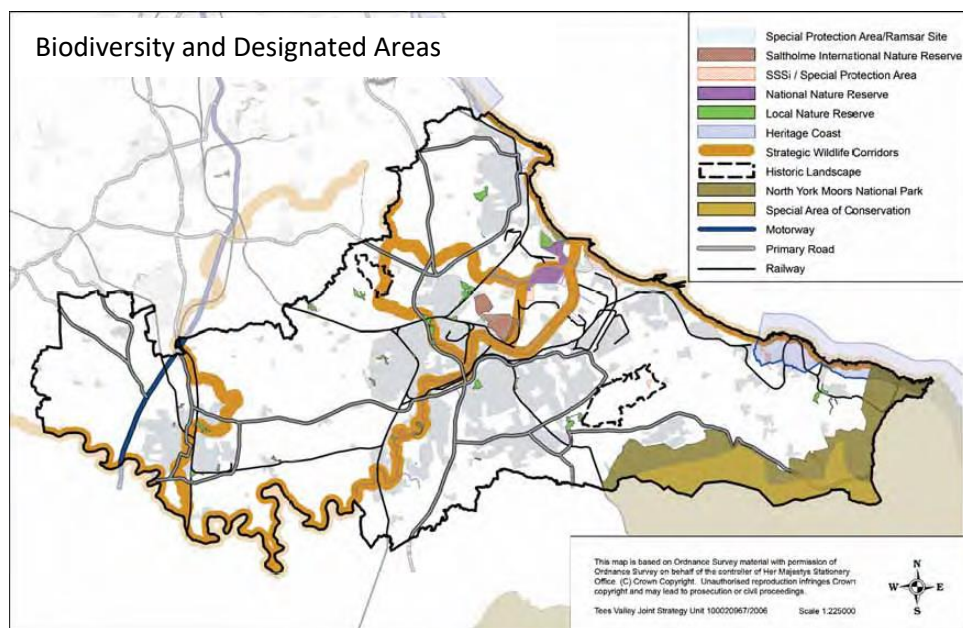 Biodiversity and Designated Areas
Special Protection Area/Ramsar Site
Saltholme International Nature Reserve
SSSi / Special Protection Area
National Nature Reserve
Local Nature Reserve
Heritage Coast
Strategic Wildlife Corridors
Historic Landscape
North York Moors National Park
Special Area of Conservation
Motorway
Primary Road
Railway
This map is based on Ordnance Survey material with permission of
Ordnance Survey on behalf of the controller of Her Majestys Stationery
Office. (C) Crown Copyright. Unauthorised reproduction infringes Crown
copyright and may lead to prosecution or civil proceedings.
Tees Valley Joint Strategy Unit 100020967/2006 Scale 1:225000
N
W E
S